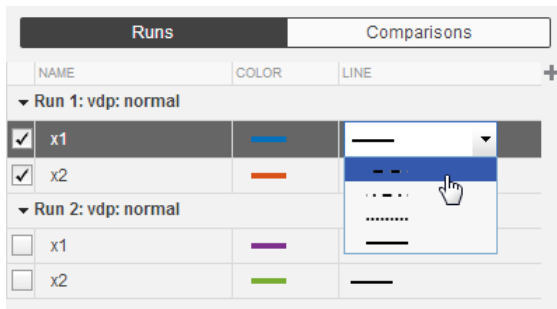 Runs Comparisons
NAME COLOR LINE
Run 1: vdp: normal
x1
x2
Run 2: vdp: normal
x1
x2